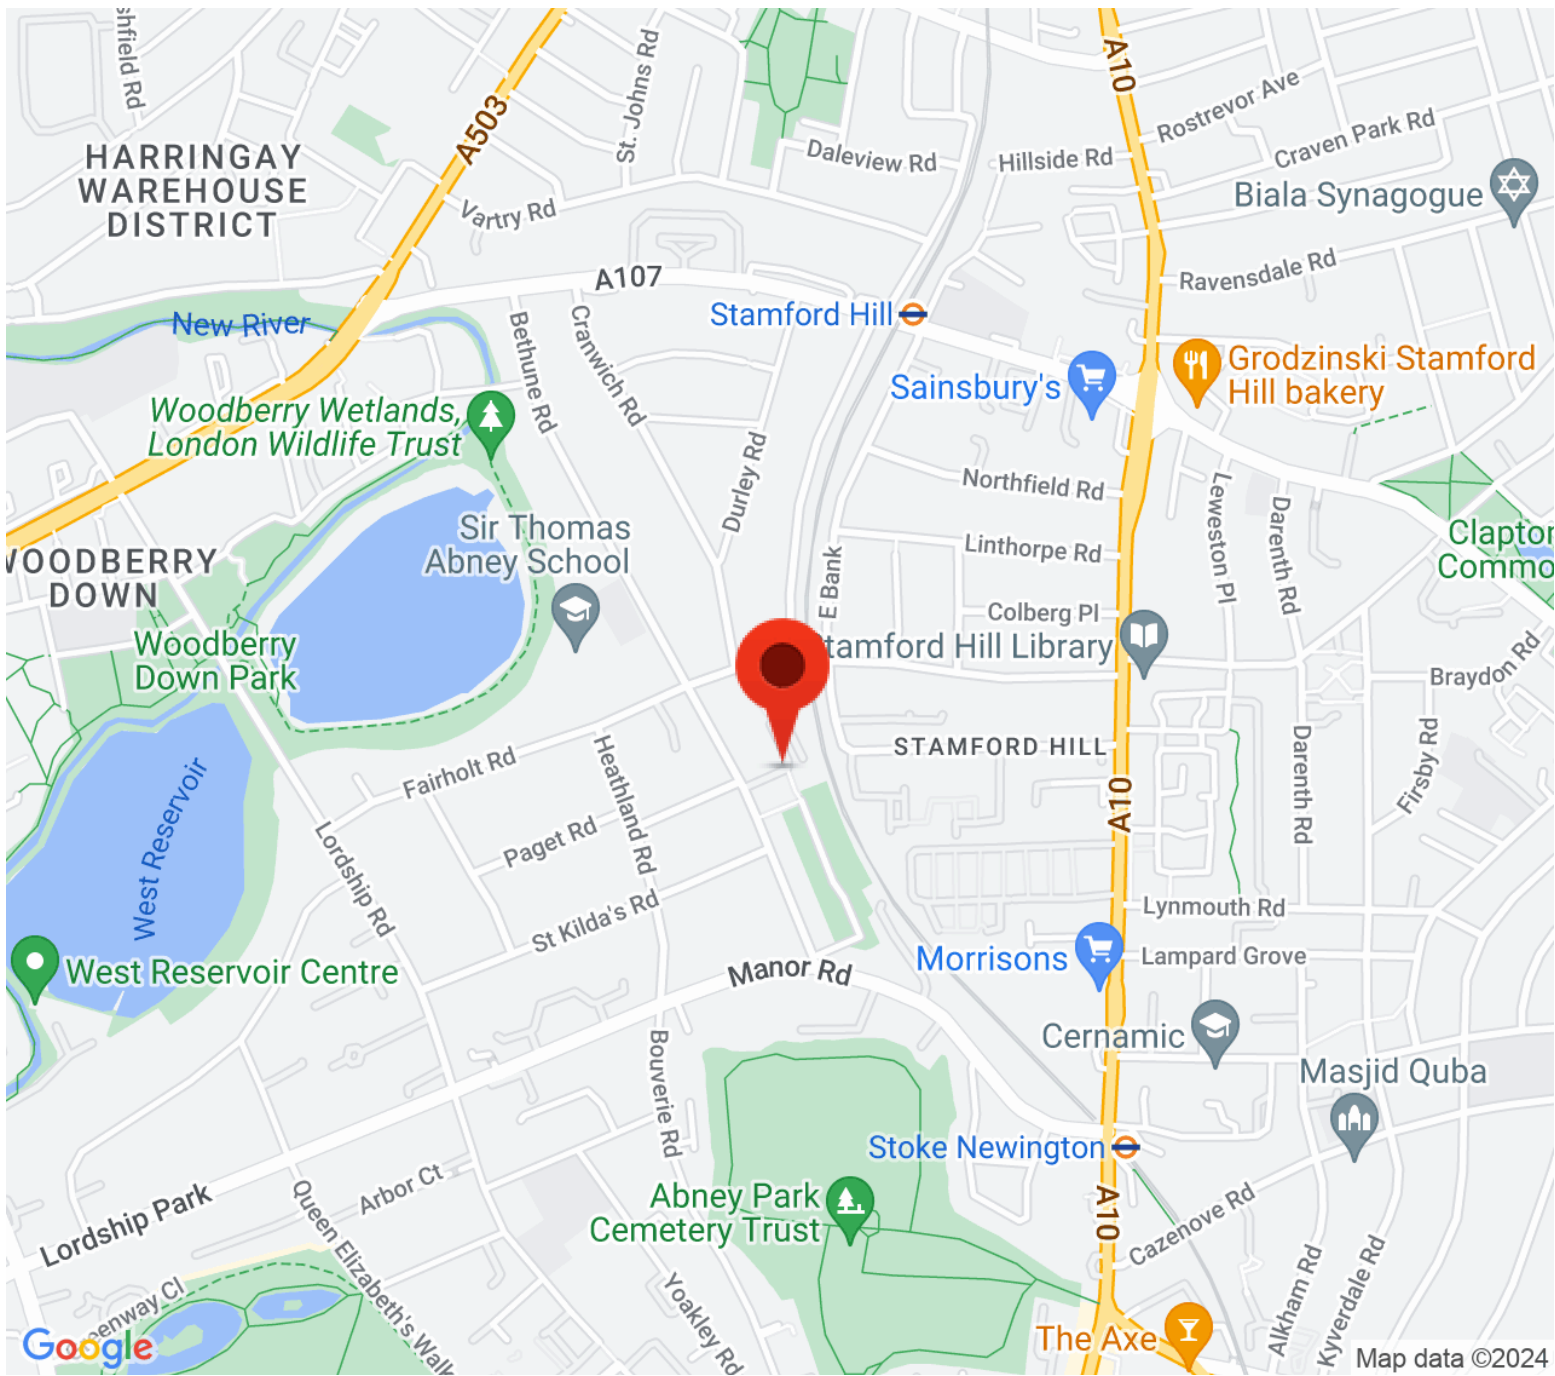 shfield Rd
A503
St. Johns Rd
A10
Rostrevor Ave
Craven Park Rd
Daleview Rd
Hillside Rd
HARRINGAY
WAREHOUSE
DISTRICT
Vartry Rd
Biala Synagogue
A107
Ravensdale Rd
New River
Stamford Hill
Bethune Rd
Cranwich Rd
Sainsbury's
Grodzinski Stamford
Hill bakery
Woodberry Wetlands,
London Wildlife Trust
Durley Rd
Northfield Rd
Leweston Pl
Darenth Rd
Sir Thomas
Abney School
Linthorpe Rd
Clapton
Commo
WOODBERRY
DOWN
E Bank
Colberg Pl
Woodberry
Down Park
Stamford Hill Library
Braydon Rd
STAMFORD HILL
Fairholt Rd
Heathland Rd
Darenth Rd
Firsby Rd
A10
West Reservoir
Lordship Rd
Paget Rd
St Kilda's Rd
Lynmouth Rd
Morrisons
Lampard Grove
West Reservoir Centre
Manor Rd
Cernamic
Bouverie Rd
Masjid Quba
Stoke Newington
Arbor Ct
Abney Park
Cemetery Trust
A10
Lordship Park
Queen Elizabeth's Walk
Cazenove Rd
eenway Cl
Yoakley Rd
Alkham Rd
Kyverdale Rd
The Axe
Google
Map data ©2024